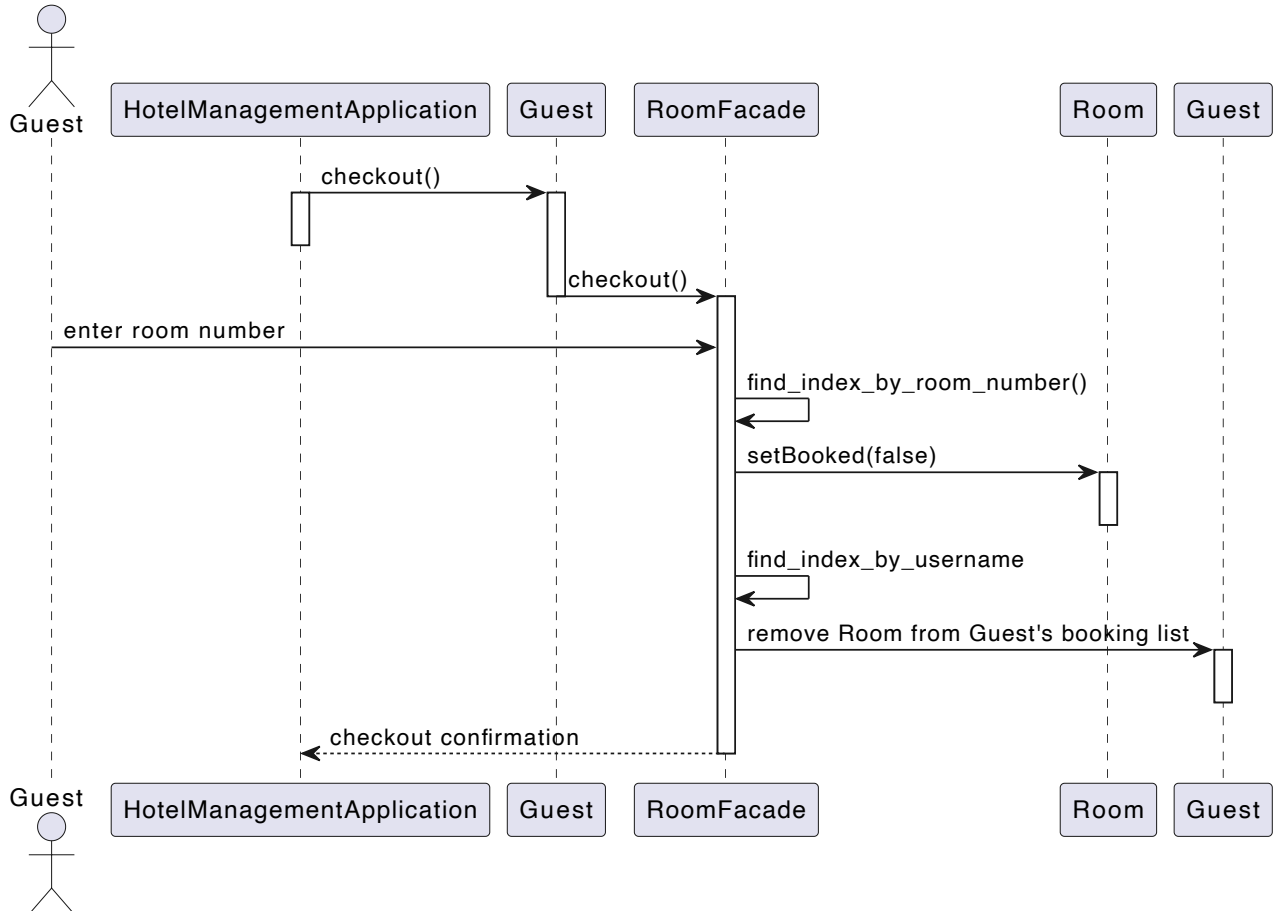 Guest
HotelManagementApplication
Guest
RoomFacade
Room
Guest
checkout()
checkout()
enter room number
find_index_by_room_number()
setBooked(false)
find_index_by_username
remove Room from Guest's booking list
checkout confirmation
Guest
HotelManagementApplication
Guest
RoomFacade
Room
Guest